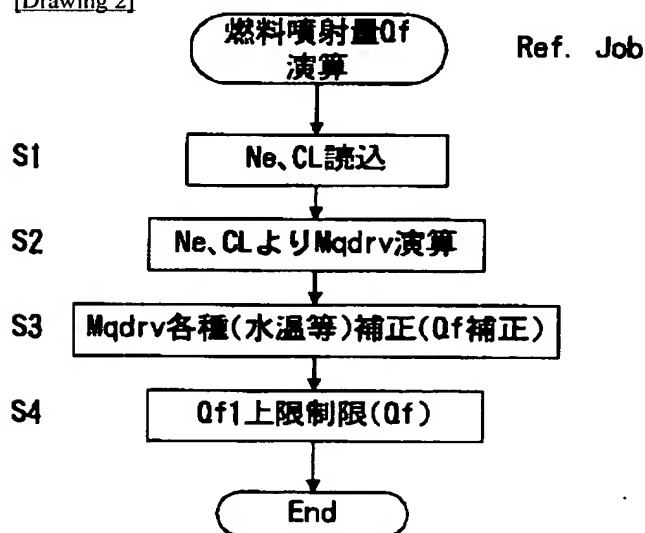 [Drawing 2]
燃料噴射量Qf
演算
Ref. Job
S1
Ne、CL読込
S2
Ne、CLよりMqdrv演算
S3
Mqdrv各種(水温等)補正(Qf補正)
S4
Qf1上限制限(Qf)
End